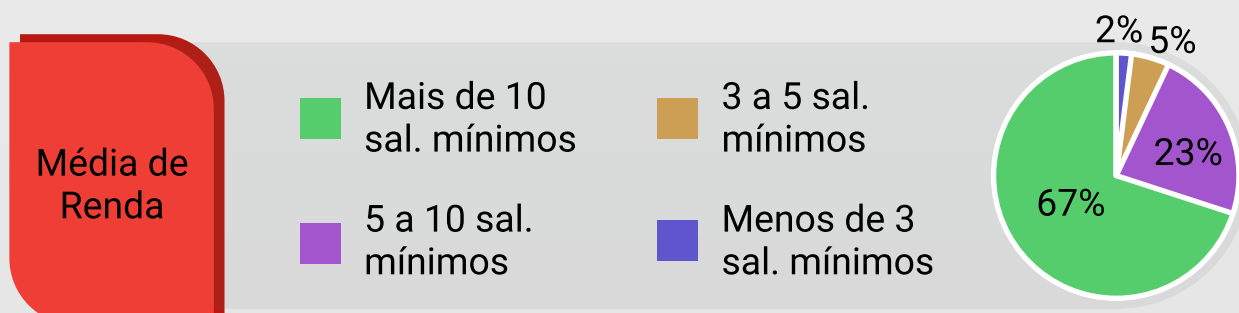 Média de
Renda
Mais de 10
sal. mínimos
3 a 5 sal.
mínimos
5 a 10 sal.
mínimos
Menos de 3
sal. mínimos
2%
5%
23%
67%